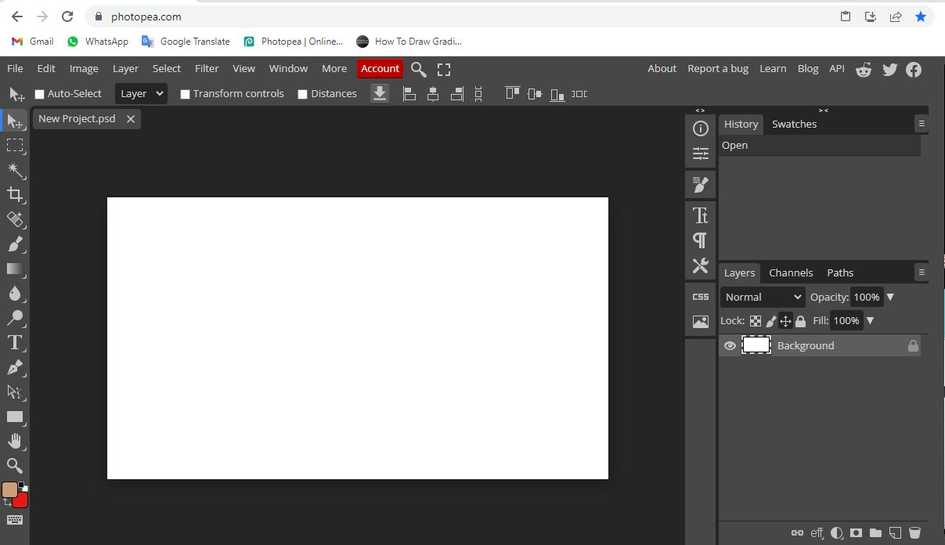 photopea.com
Gmail WhatsApp Google Translate Photopea | Online... How To Draw Gradi...
File Edit Image Layer Select Filter View Window More Account About Report a bug Learn Blog API
Auto-Select Layer Transform controls Distances
New Project.psd
History Swatches
Open
Layers Channels Paths
Normal Opacity: 100%
Lock: Fill: 100%
Background
CSS
eff